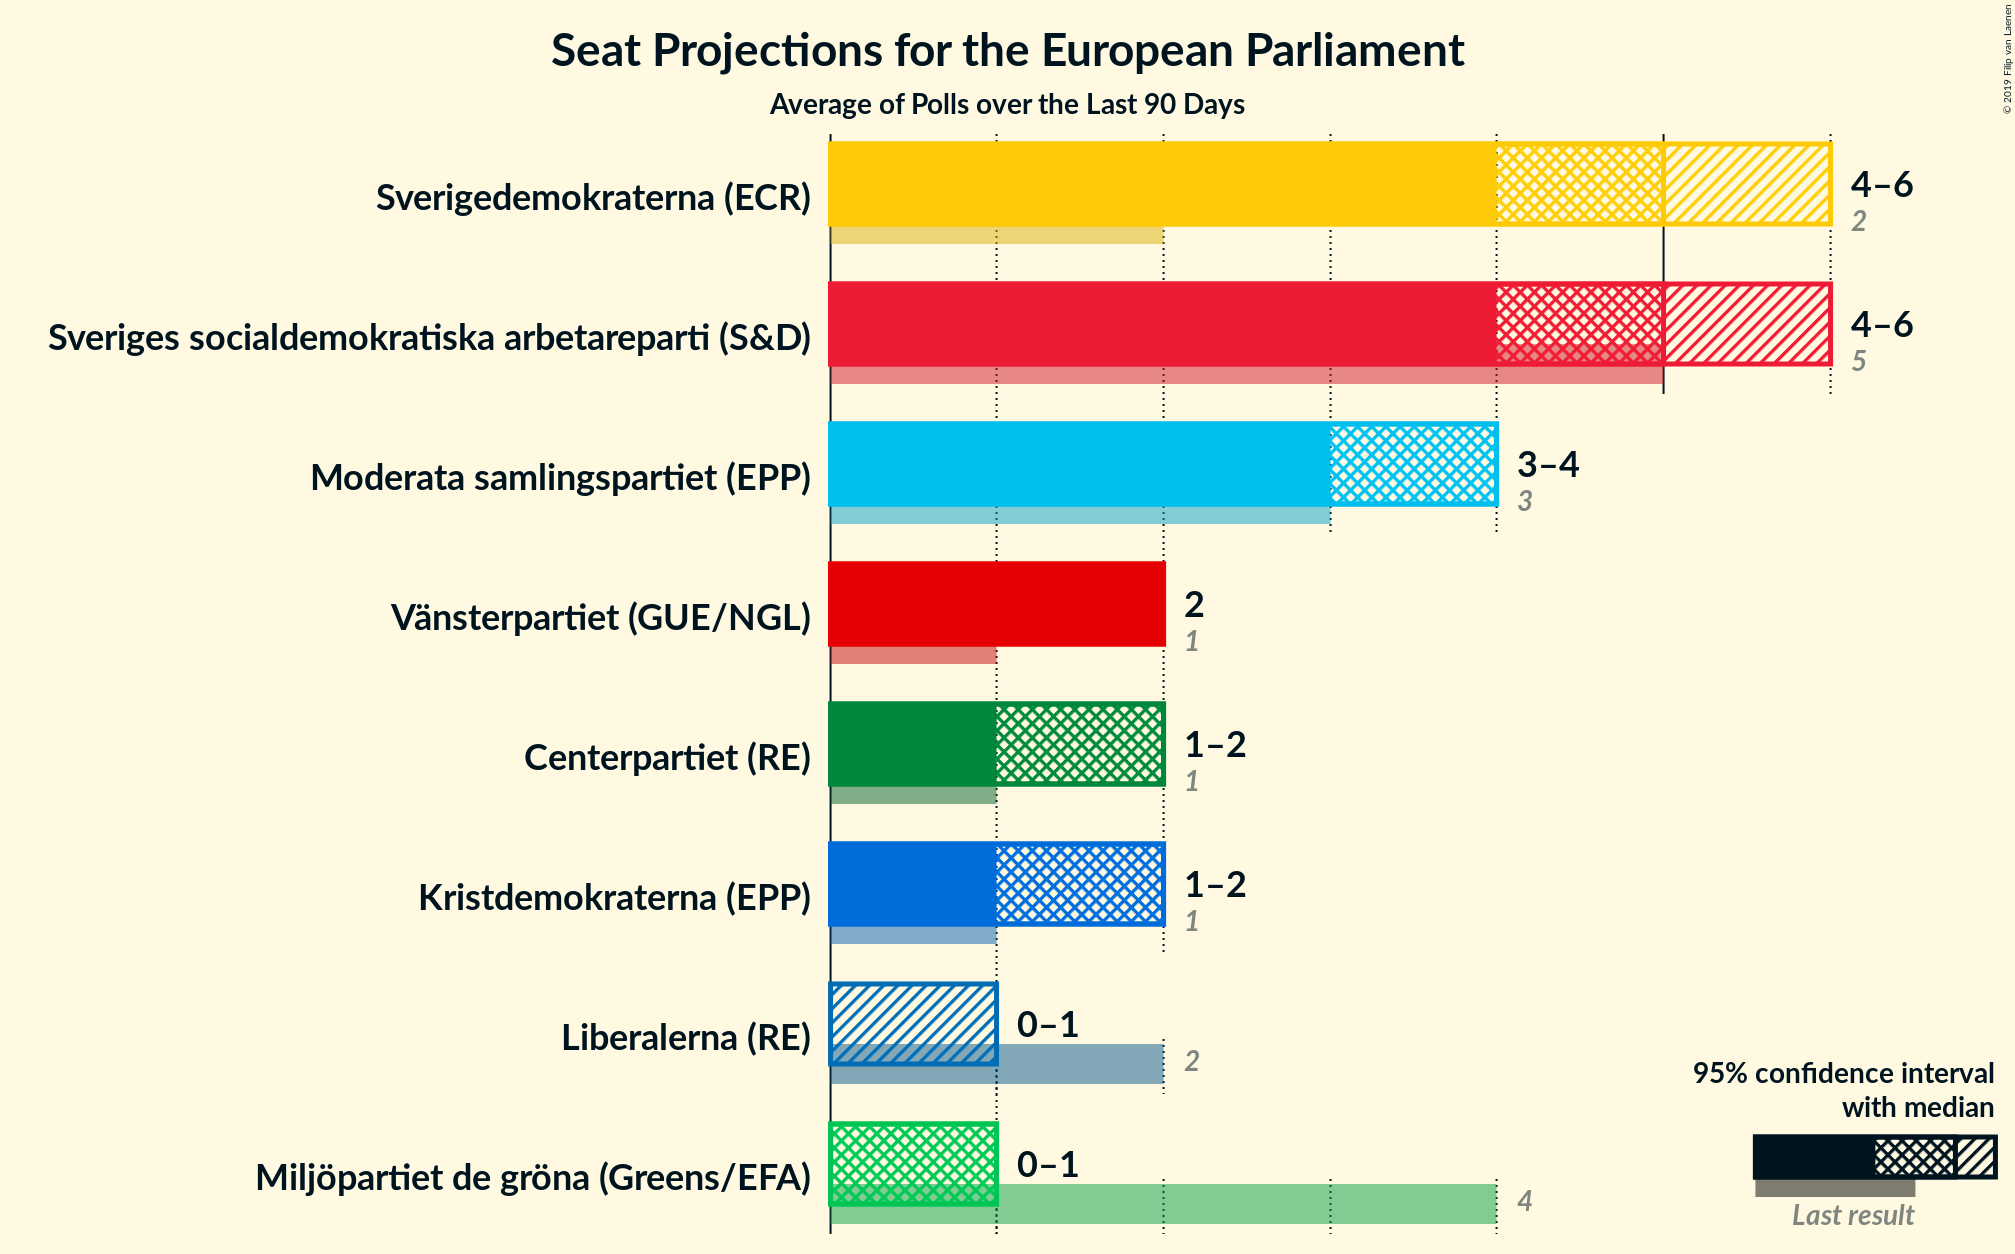 Seat Projections for the European Parliament
Average of Polls over the Last 90 Days
© 2019 Filip van Laenen
Sverigedemokraterna (ECR)
4–6
2
Sveriges socialdemokratiska arbetareparti (S&D)
4–6
5
Moderata samlingspartiet (EPP)
3–4
3
Vänsterpartiet (GUE/NGL)
2
1
Centerpartiet (RE)
1–2
1
Kristdemokraterna (EPP)
1–2
1
Liberalerna (RE)
0–1
2
Miljöpartiet de gröna (Greens/EFA)
0–1
4
95% confidence interval
with median
Last result